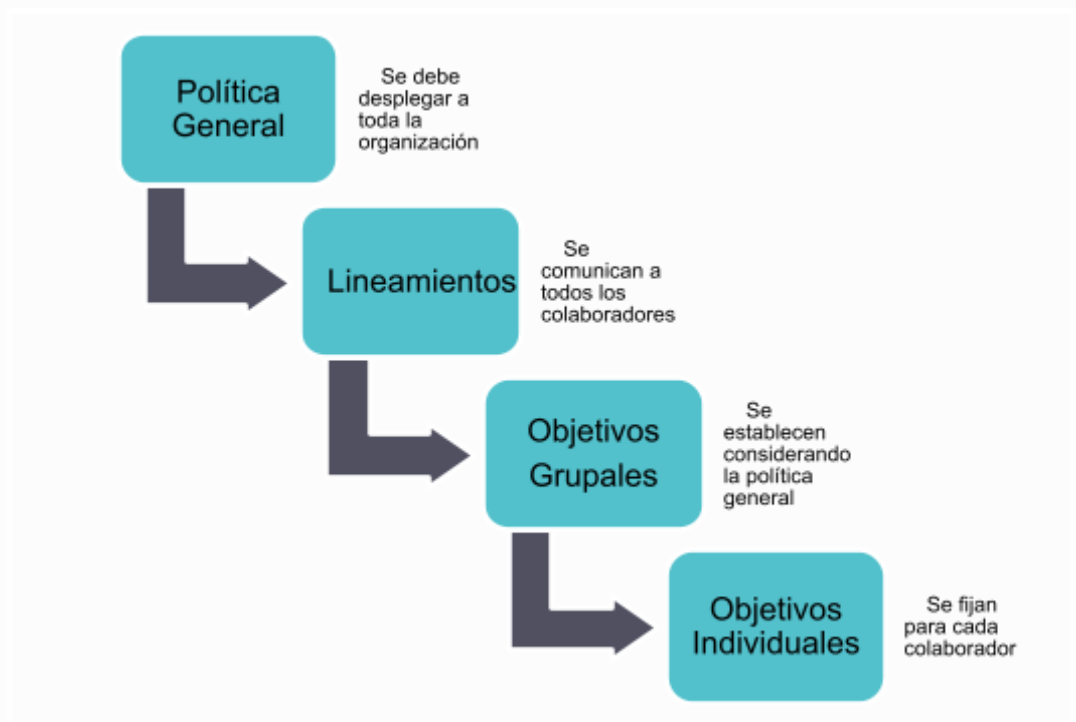 Política
General
Se debe
desplegar a
toda la
organización
Lineamientos
Se
comunican a
todos los
colaboradores
Objetivos
Grupales
Se
establecen
considerando
la política
general
Objetivos
Individuales
Se fijan
para cada
colaborador